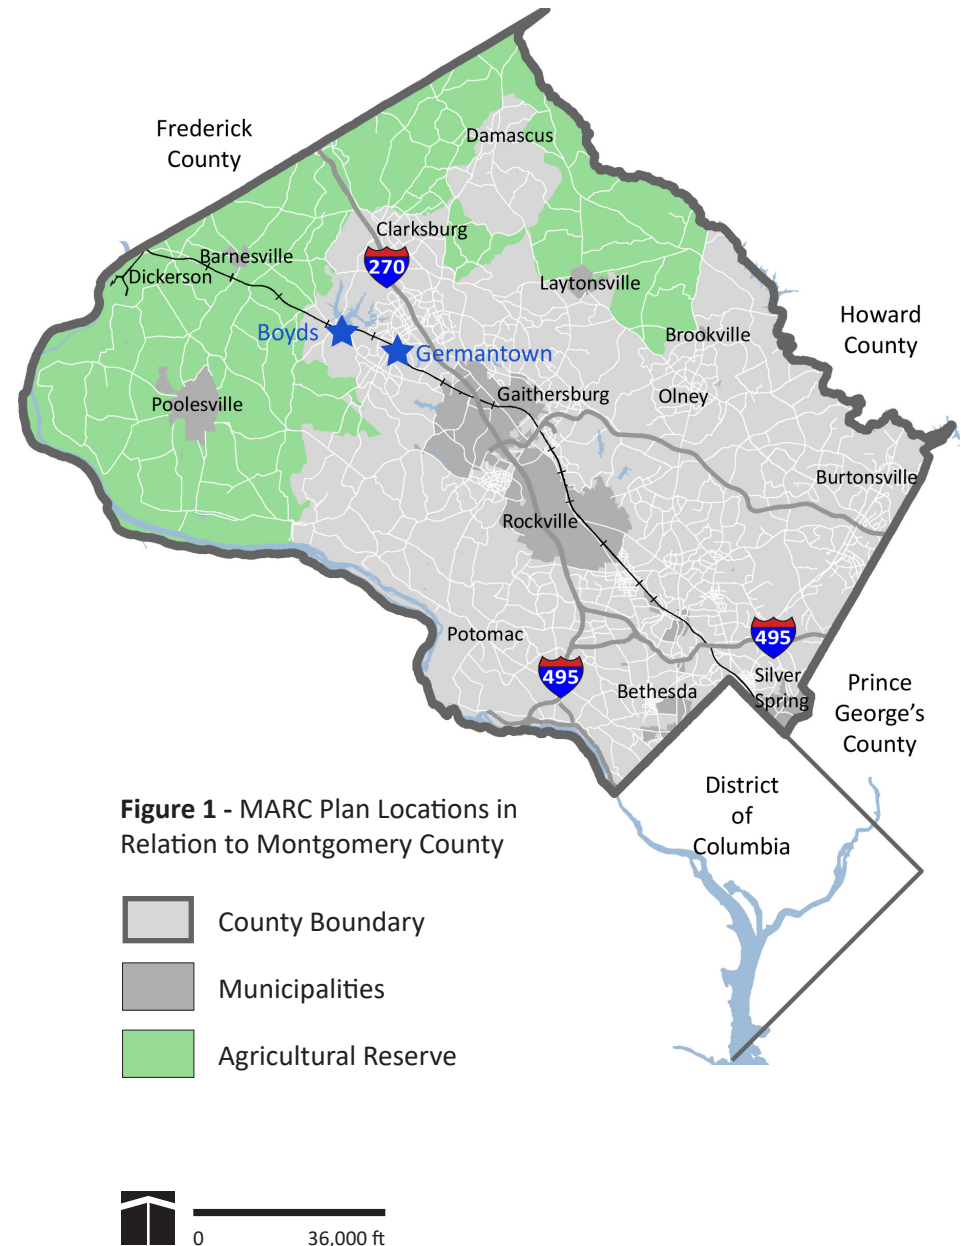 Frederick
County
Damascus
Clarksburg
Barnesville
270
Dickerson
Laytonsville
Howard
County
Boyds
Brookville
Germantown
Gaithersburg
Olney
Poolesville
Burtonsville
Rockville
Potomac
495
495
Silver
Spring
Bethesda
Prince
George's
County
District
of
Columbia
Figure 1 - MARC Plan Locations in
Relation to Montgomery County
County Boundary
Municipalities
Agricultural Reserve
0 36,000 ft